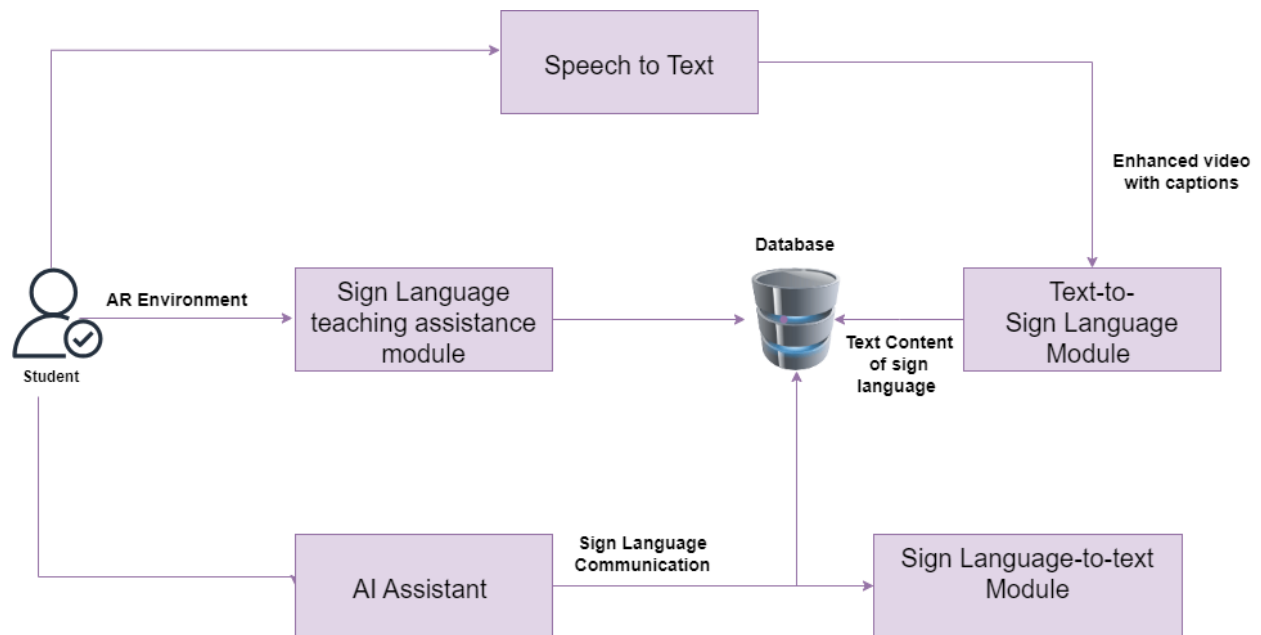 Speech to Text
Enhanced video
with captions
Database
AR Environment
Sign Language
teaching assistance
module
Text-to-
Sign Language
Module
Text Content
of sign
language
Student
Sign Language
Communication
AI Assistant
Sign Language-to-text
Module